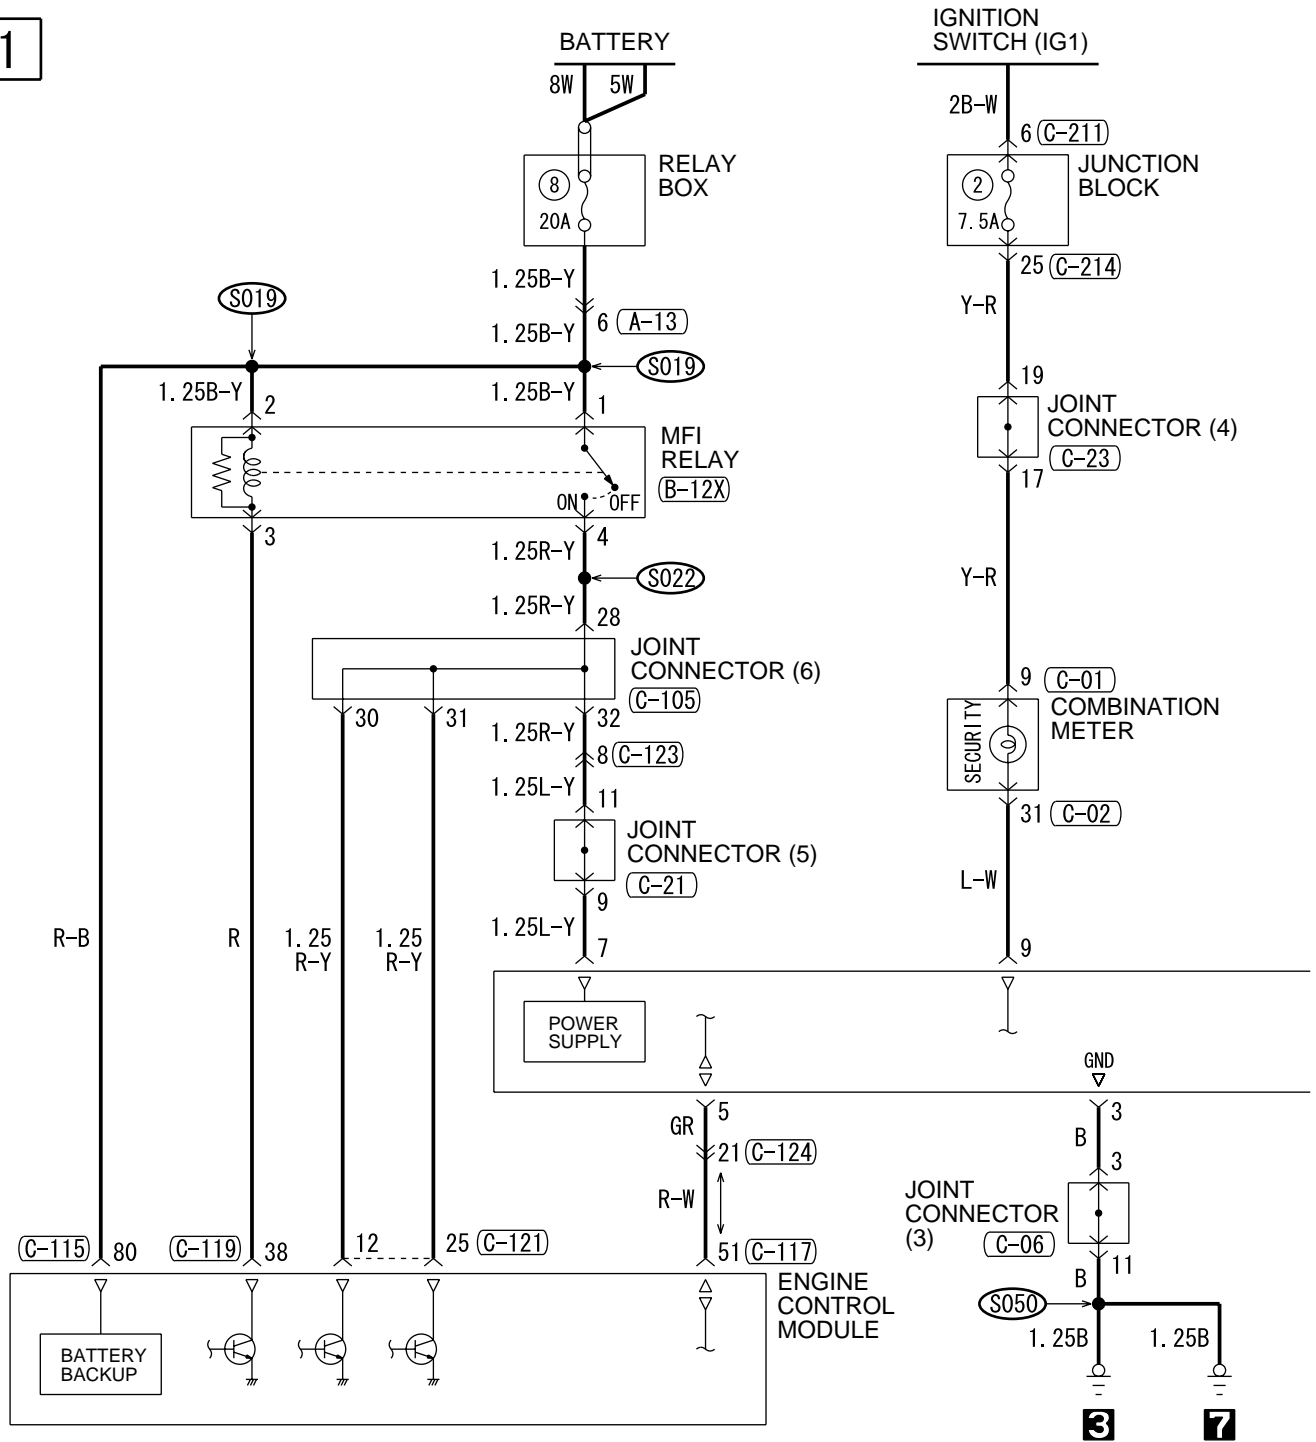 1
BATTERY
IGNITION
SWITCH (IG1)
8W
5W
2B-W
6
C-211
RELAY
BOX
JUNCTION
BLOCK
8
20A
2
7.5A
25
C-214
1.25B-Y
S019
6
A-13
Y-R
1.25B-Y
S019
19
1.25B-Y
2
1.25B-Y
1
JOINT
CONNECTOR (4)
C-23
MFI
RELAY
B-12X
17
ON
OFF
3
4
1.25R-Y
S022
Y-R
1.25R-Y
28
JOINT
CONNECTOR (6)
C-105
9
C-01
COMBINATION
METER
30
31
32
1.25R-Y
8
C-123
SECURITY
1.25L-Y
11
31
C-02
JOINT
CONNECTOR (5)
C-21
L-W
9
R-B
R
1.25
R-Y
1.25
R-Y
1.25L-Y
7
9
POWER
SUPPLY
GND
5
3
GR
B
21
C-124
3
R-W
JOINT
CONNECTOR
(3)
C-06
C-115
80
C-119
38
12
25
C-121
51
C-117
11
B
ENGINE
CONTROL
MODULE
S050
1.25B
1.25B
BATTERY
BACKUP
3
7